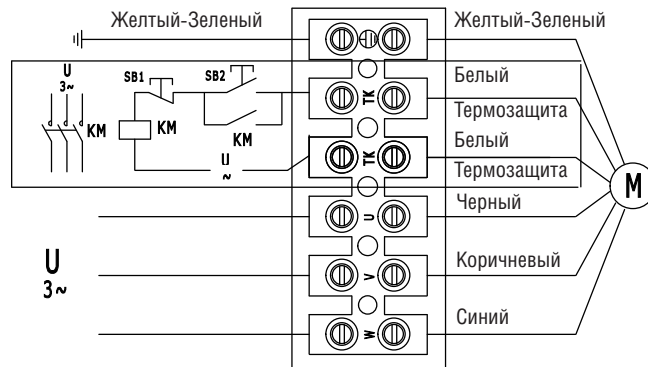 Желтый-Зеленый Желтый-Зеленый
U
3~
SB1 SB2
Белый
TK
Термозащита
KM KM
KM
Белый
U
~
TK
Термозащита
M
Черный
U
U
3~
Коричневый
V
Синий
W